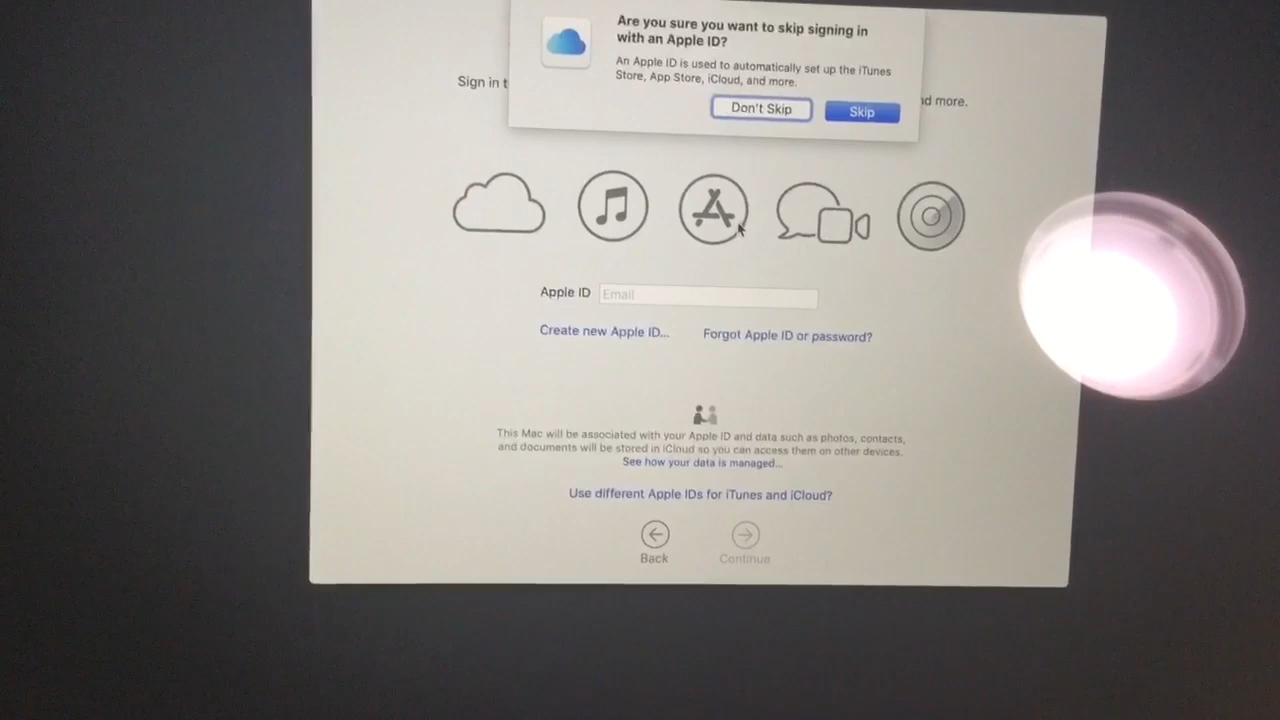 Are you sure you want to skip signing in
with an Apple ID?
An Apple ID is used to automatically set up the iTunes
Store, App Store, iCloud, and more.
Don't Skip
Skip
Sign in t
nd more.
Apple ID
Email
Create new Apple ID...
Forgot Apple ID or password?
This Mac will be associated with your Apple ID and data such as photos, contacts,
and documents will be stored in iCloud so you can access them on other devices.
See how your data is managed...
Use different Apple IDs for iTunes and iCloud?
Back
Continue